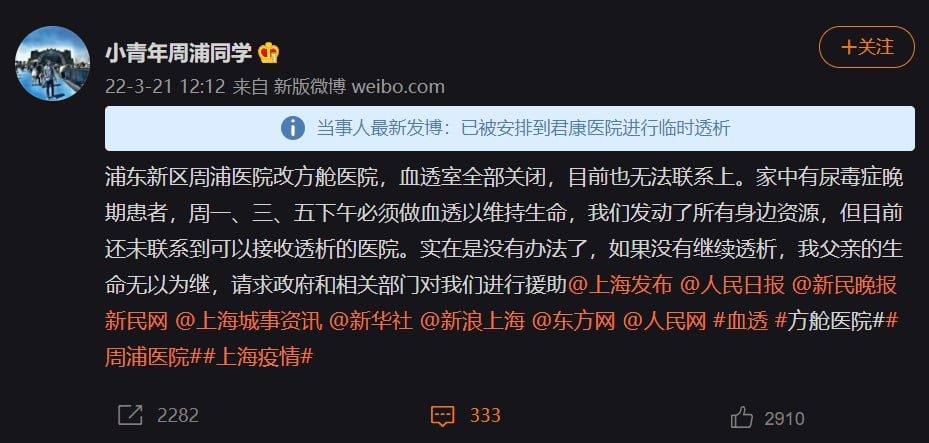 小青年周浦同学
+关注
22-3-21 12:12 来自 新版微博 weibo.com
当事人最新发博：已被安排到君康医院进行临时透析
浦东新区周浦医院改方舱医院，血透室全部关闭，目前也无法联系上。家中有尿毒症晚
期患者，周一、三、五下午必须做血透以维持生命，我们发动了所有身边资源，但目前
还未联系到可以接收透析的医院。实在是没有办法了，如果没有继续透析，我父亲的生
命无以为继，请求政府和相关部门对我们进行援助@上海发布 @人民日报 @新民晚报
新民网 @上海城事资讯 @新华社 @新浪上海 @东方网 @人民网 #血透 #方舱医院##
周浦医院##上海疫情#
2282 333 2910